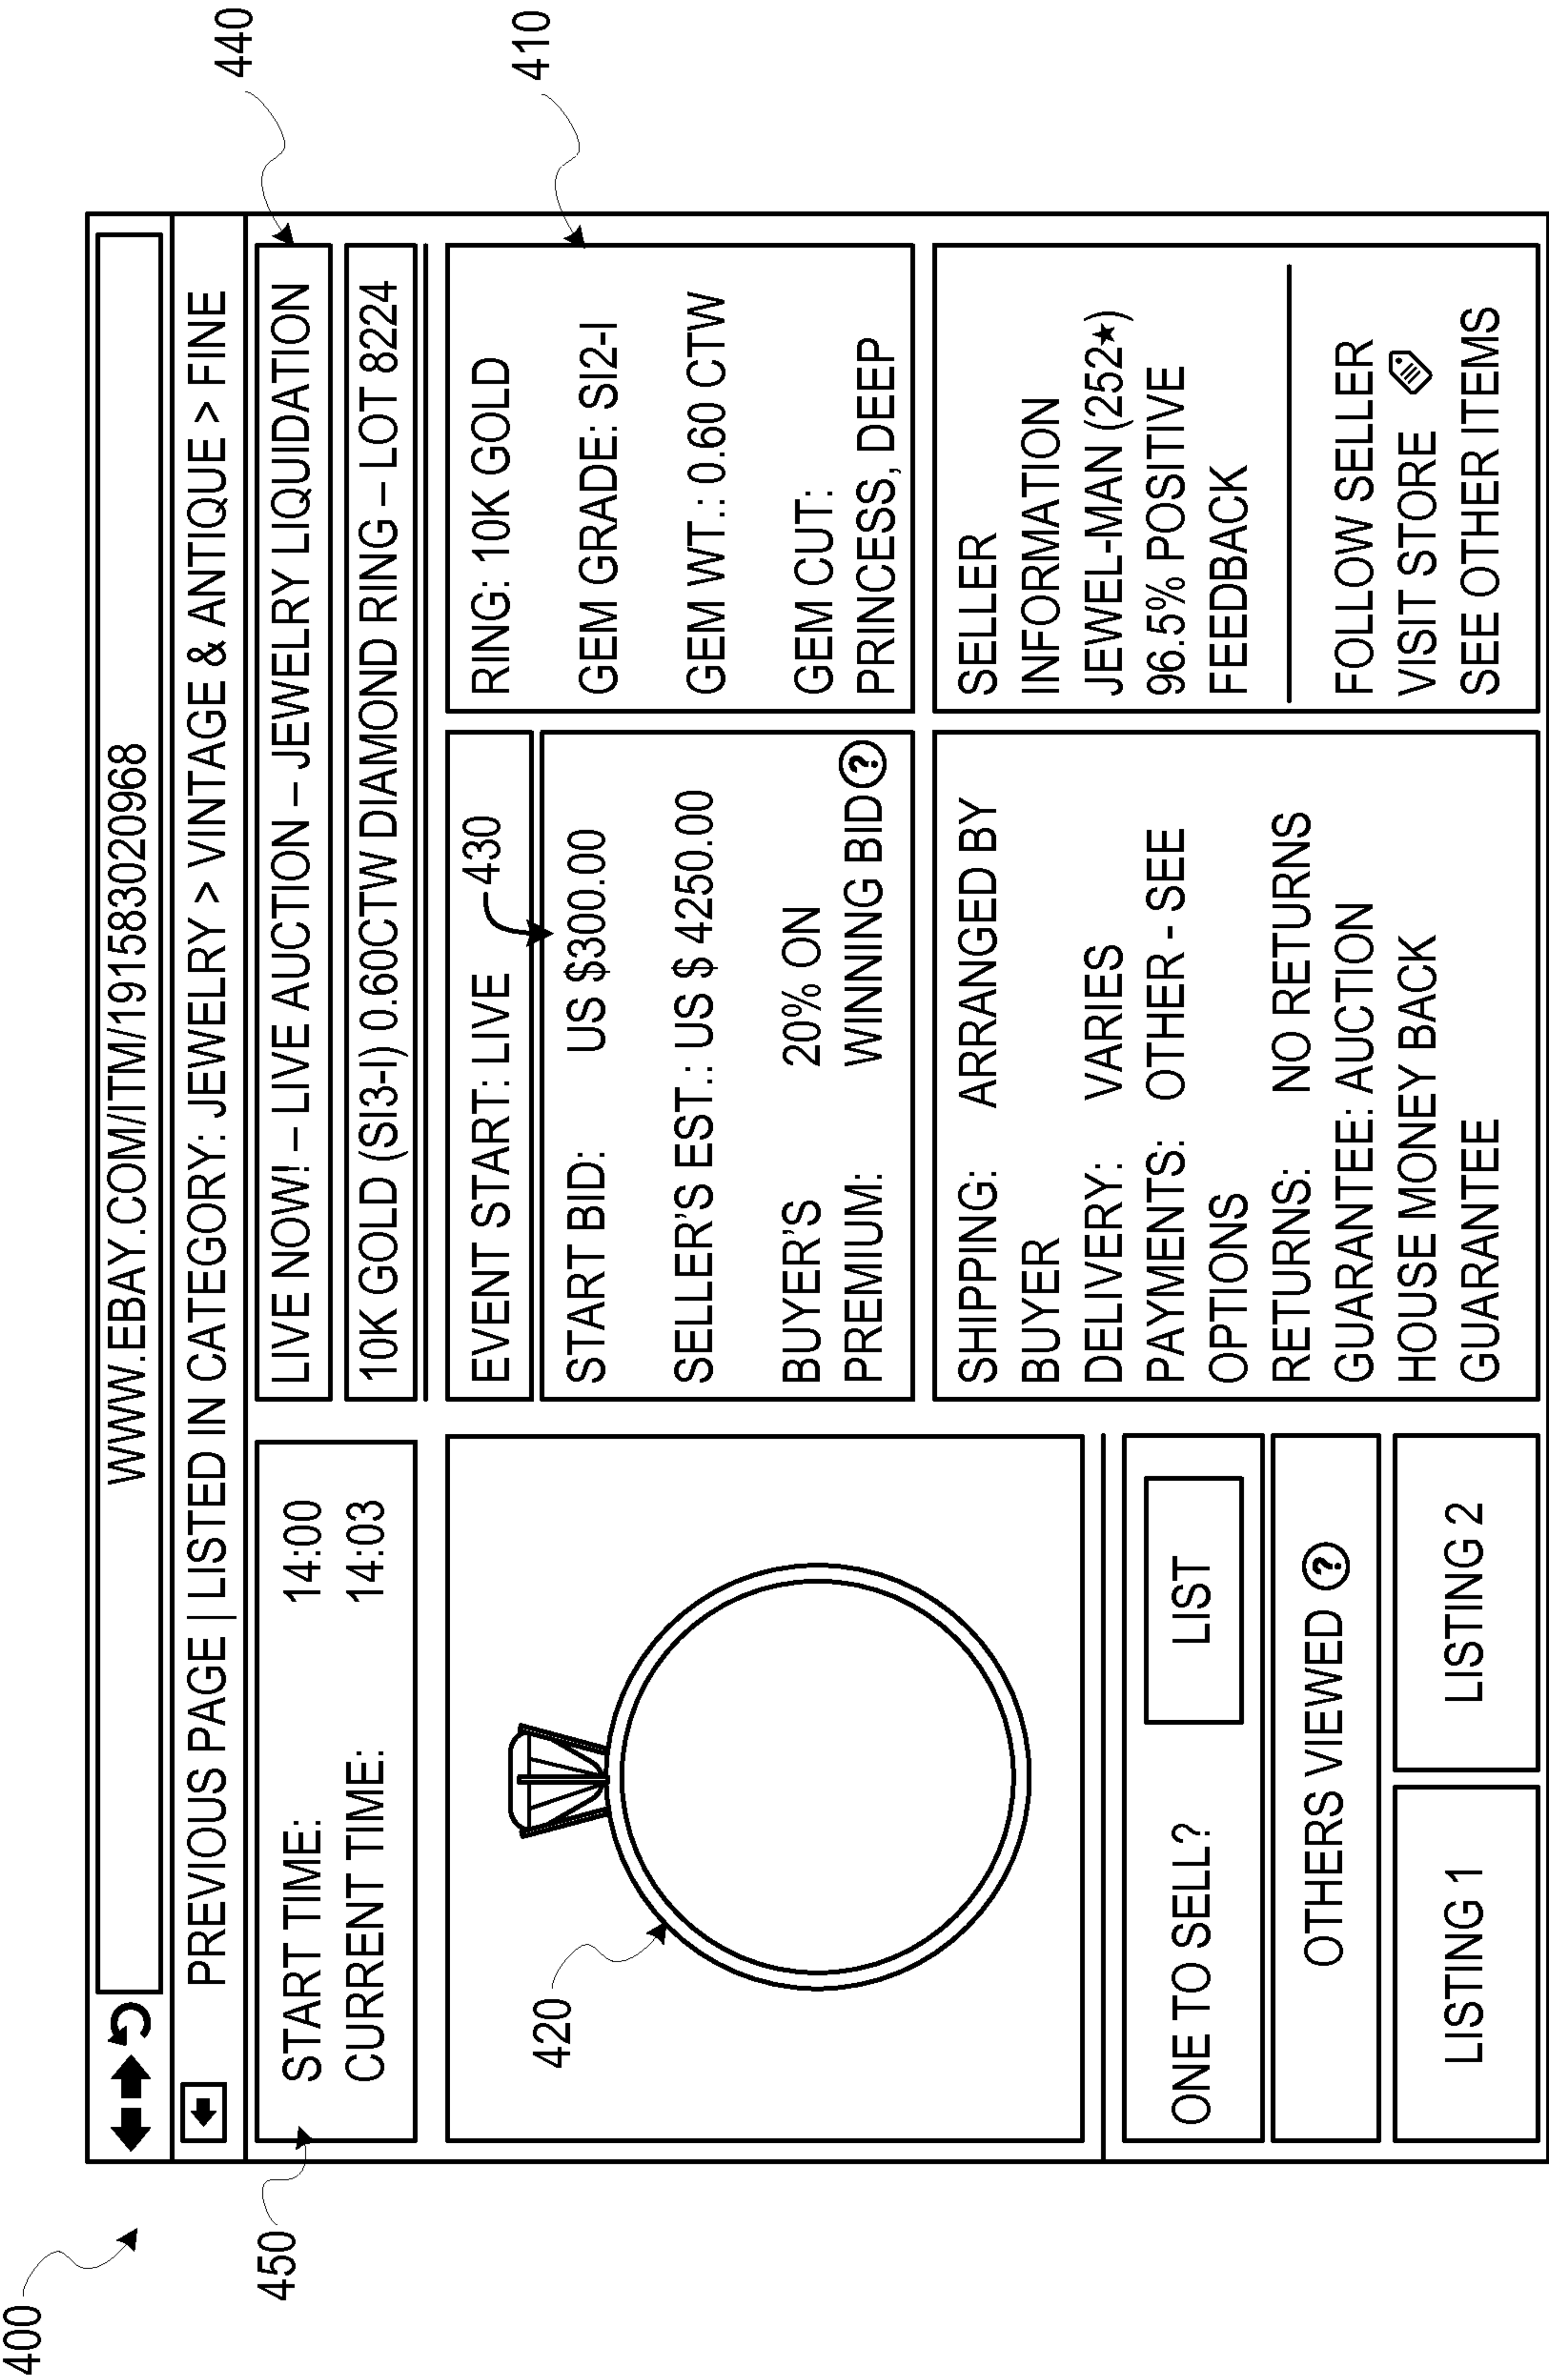 400
WWW.EBAY.COM/ITM/191583020968
PREVIOUS PAGE | LISTED IN CATEGORY: JEWELRY > VINTAGE & ANTIQUE > FINE
450
START TIME: 14:00
CURRENT TIME: 14:03
LIVE NOW! – LIVE AUCTION – JEWELRY LIQUIDATION
440
10K GOLD (SI3-I) 0.60CTW DIAMOND RING – LOT 8224
420
EVENT START: LIVE
430
START BID: US $300.00
SELLER'S EST.: US $ 4250.00
BUYER'S 20% ON
PREMIUM: WINNING BID ?
410
RING: 10K GOLD
GEM GRADE: SI2-I
GEM WT.: 0.60 CTW
GEM CUT:
PRINCESS, DEEP
SHIPPING: ARRANGED BY
BUYER
DELIVERY: VARIES
PAYMENTS: OTHER - SEE
OPTIONS
RETURNS: NO RETURNS
GUARANTEE: AUCTION
HOUSE MONEY BACK
GUARANTEE
SELLER
INFORMATION
JEWEL-MAN (252★)
96.5% POSITIVE
FEEDBACK
FOLLOW SELLER
VISIT STORE
SEE OTHER ITEMS
ONE TO SELL? LIST
OTHERS VIEWED ?
LISTING 1 LISTING 2